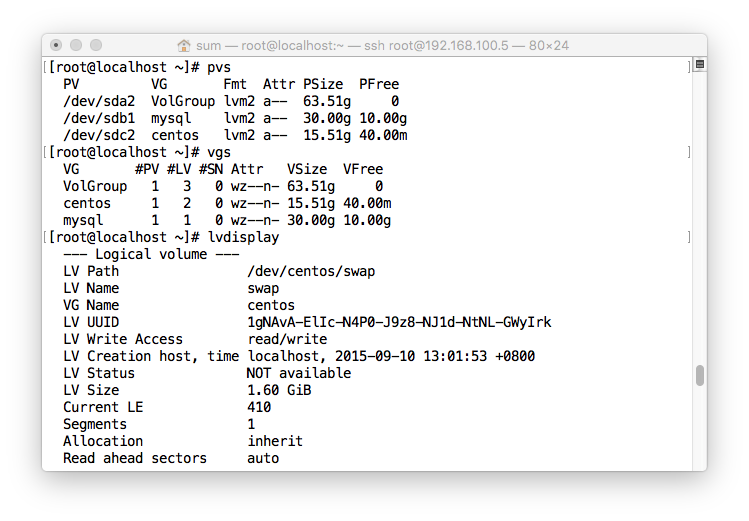 sum — root@localhost:~ — ssh root@192.168.100.5 — 80×24
[[root@localhost ~]# pvs ]
  PV         VG       Fmt  Attr PSize  PFree
  /dev/sda2  VolGroup lvm2 a--  63.51g     0
  /dev/sdb1  mysql    lvm2 a--  30.00g 10.00g
  /dev/sdc2  centos   lvm2 a--  15.51g 40.00m
[[root@localhost ~]# vgs ]
  VG       #PV #LV #SN Attr   VSize  VFree
  VolGroup   1   3   0 wz--n- 63.51g     0
  centos     1   2   0 wz--n- 15.51g 40.00m
  mysql      1   1   0 wz--n- 30.00g 10.00g
[[root@localhost ~]# lvdisplay ]
  --- Logical volume ---
  LV Path                /dev/centos/swap
  LV Name                swap
  VG Name                centos
  LV UUID                1gNAvA-ElIc-N4P0-J9z8-NJ1d-NtNL-GWyIrk
  LV Write Access        read/write
  LV Creation host, time localhost, 2015-09-10 13:01:53 +0800
  LV Status              NOT available
  LV Size                1.60 GiB
  Current LE             410
  Segments               1
  Allocation             inherit
  Read ahead sectors     auto